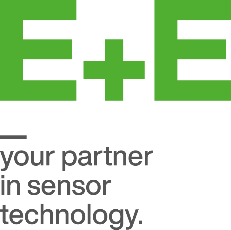 E+E
your partner
in sensor
technology.